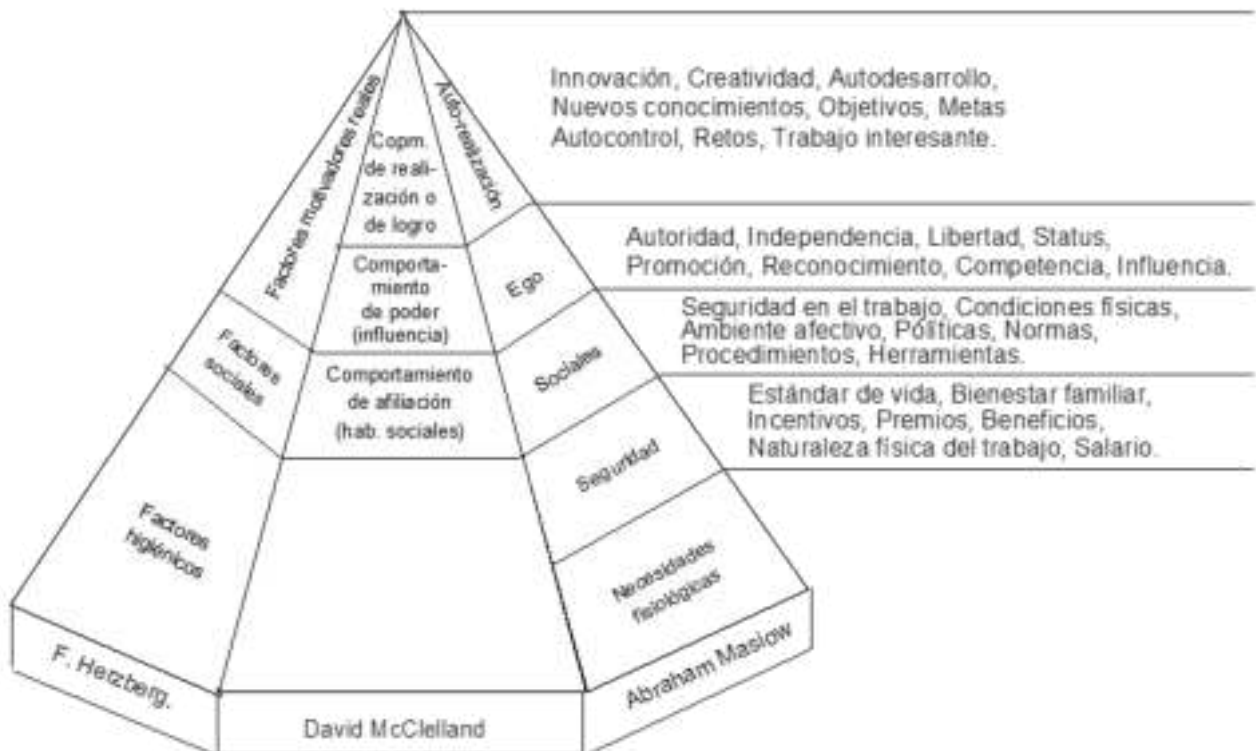 Factores motivadores reales
Factores
sociales
Factores
higiénicos
F. Herzberg.
Copm.
de reali-
zación o
de logro
Comporta-
miento
de poder
(influencia)
Comportamiento
de afiliación
(hab. sociales)
David McClelland
Auto-realización
Ego
Sociales
Seguridad
Necesidades
fisiológicas
Abraham Maslow
Innovación, Creatividad, Autodesarrollo,
Nuevos conocimientos, Objetivos, Metas
Autocontrol, Retos, Trabajo interesante.
Autoridad, Independencia, Libertad, Status,
Promoción, Reconocimiento, Competencia, Influencia.
Seguridad en el trabajo, Condiciones físicas,
Ambiente afectivo, Políticas, Normas,
Procedimientos, Herramientas.
Estándar de vida, Bienestar familiar,
Incentivos, Premios, Beneficios,
Naturaleza física del trabajo, Salario.